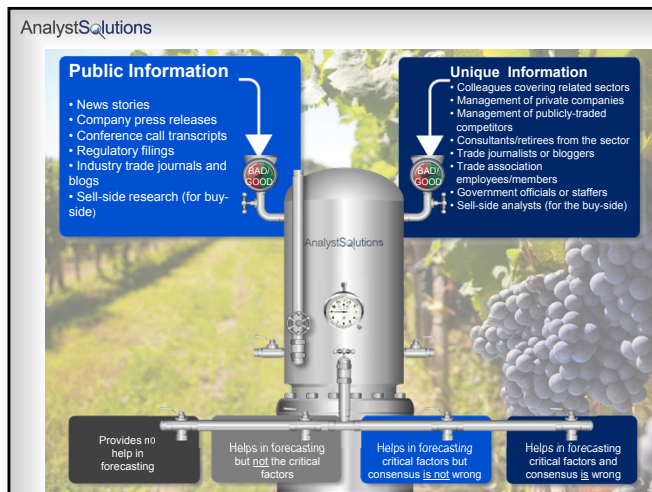 AnalystSolutions
Public Information
• News stories
• Company press releases
• Conference call transcripts
• Regulatory filings
• Industry trade journals and
blogs
• Sell-side research (for buy-
side)
BAD/
GOOD
Unique Information
• Colleagues covering related sectors
• Management of private companies
• Management of publicly-traded
competitors
• Consultants/retirees from the sector
• Trade journalists or bloggers
• Trade association
employees/members
• Government officials or staffers
• Sell-side analysts (for the buy-side)
BAD/
GOOD
AnalystSolutions
Provides no
help in
forecasting
Helps in forecasting
but not the critical
factors
Helps in forecasting
critical factors but
consensus is not wrong
Helps in forecasting
critical factors and
consensus is wrong